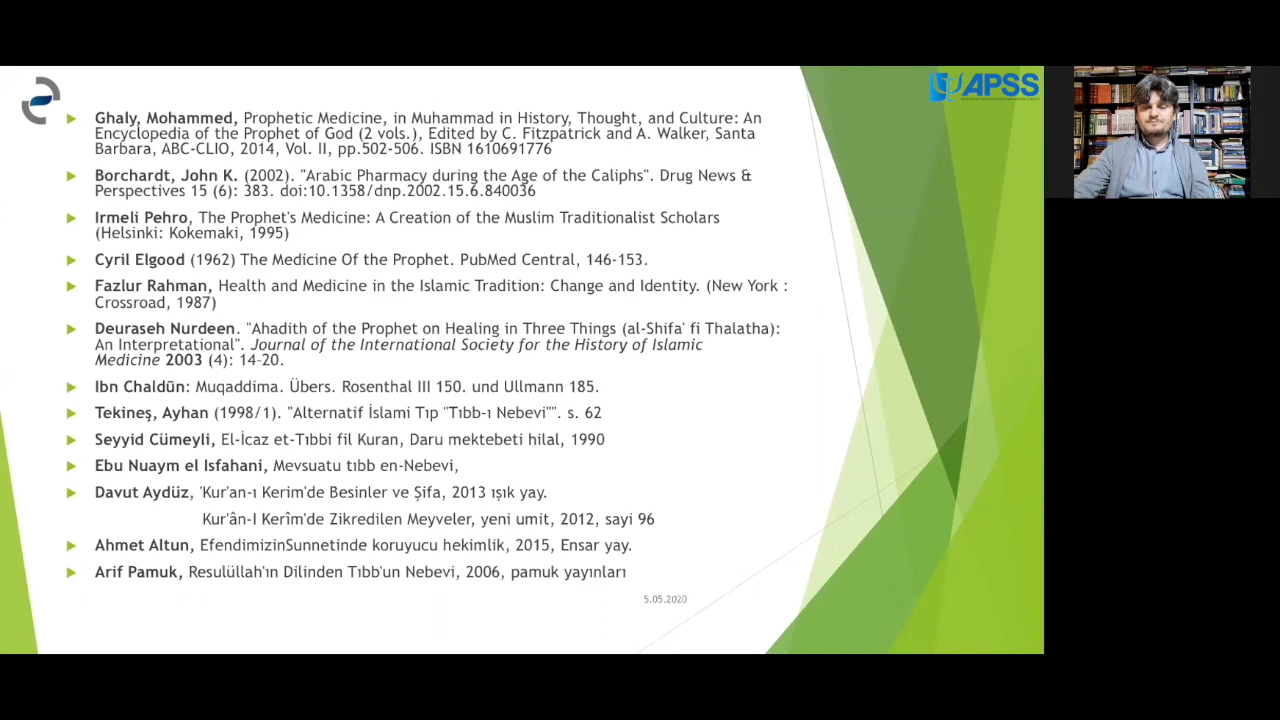 APSS
Ghaly, Mohammed, Prophetic Medicine, in Muhammad in History, Thought, and Culture: An
Encyclopedia of the Prophet of God (2 vols.), Edited by C. Fitzpatrick and A. Walker, Santa
Barbara, ABC-CLIO, 2014, Vol. II, pp.502-506. ISBN 1610691776
Borchardt, John K. (2002). "Arabic Pharmacy during the Age of the Caliphs". Drug News &
Perspectives 15 (6): 383. doi:10.1358/dnp.2002.15.6.840036
Irmeli Pehro, The Prophet's Medicine: A Creation of the Muslim Traditionalist Scholars
(Helsinki: Kokemaki, 1995)
Cyril Elgood (1962) The Medicine Of the Prophet. PubMed Central, 146-153.
Fazlur Rahman, Health and Medicine in the Islamic Tradition: Change and Identity. (New York :
Crossroad, 1987)
Deuraseh Nurdeen. "Ahadith of the Prophet on Healing in Three Things (al-Shifa' fi Thalatha):
An Interpretational". Journal of the International Society for the History of Islamic
Medicine 2003 (4): 14–20.
Ibn Chaldūn: Muqaddima. Übers. Rosenthal III 150. und Ullmann 185.
Tekineş, Ayhan (1998/1). "Alternatif İslami Tıp "Tıbb-ı Nebevi"". s. 62
Seyyid Cümeyli, El-İcaz et-Tıbbi fil Kuran, Daru mektebeti hilal, 1990
Ebu Nuaym el Isfahani, Mevsuatu tıbb en-Nebevi,
Davut Aydüz, 'Kur'an-ı Kerim'de Besinler ve Şifa, 2013 ışık yay.
Kur'ân-I Kerîm'de Zikredilen Meyveler, yeni umit, 2012, sayi 96
Ahmet Altun, EfendimizinSunnetinde koruyucu hekimlik, 2015, Ensar yay.
Arif Pamuk, Resulüllah'ın Dilinden Tıbb'un Nebevi, 2006, pamuk yayınları
5.05.2020